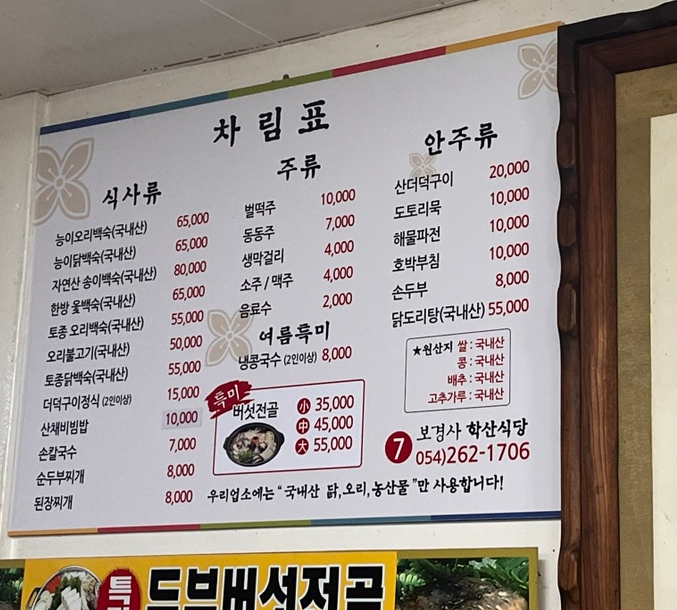 차림표
식사류
능이오리백숙(국내산) 65,000
능이닭백숙(국내산) 65,000
자연산 송이백숙(국내산) 80,000
한방 옻백숙(국내산) 65,000
토종 오리백숙(국내산) 55,000
오리불고기(국내산) 50,000
토종닭백숙(국내산) 55,000
더덕구이정식 (2인이상) 15,000
산채비빔밥 10,000
손칼국수 7,000
순두부찌개 8,000
된장찌개 8,000
주류
벌떡주 10,000
동동주 7,000
생막걸리 4,000
소주 / 맥주 4,000
음료수 2,000
여름특미
냉콩국수 (2인이상) 8,000
특미
버섯전골
小 35,000
中 45,000
大 55,000
안주류
산더덕구이 20,000
도토리묵 10,000
해물파전 10,000
호박부침 10,000
손두부 8,000
닭도리탕(국내산) 55,000
★원산지 쌀 : 국내산
콩 : 국내산
배추 : 국내산
고추가루 : 국내산
7 보경사 학산식당
054)262-1706
우리업소에는 “국내산 닭,오리,농산물”만 사용합니다!
두부버섯전골